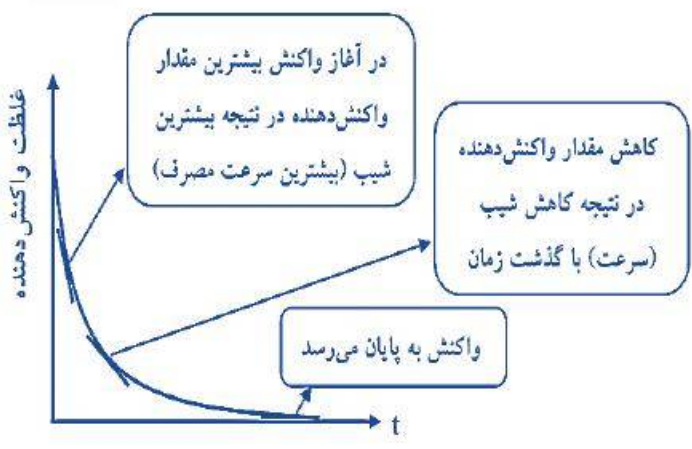 در آغاز واکنش بیشترین مقدار
واکنش‌دهنده در نتیجه بیشترین
شیب (بیشترین سرعت مصرف)
کاهش مقدار واکنش‌دهنده
در نتیجه کاهش شیب
(سرعت) با گذشت زمان
واکنش به پایان می‌رسد
غلظت واکنش‌دهنده
t